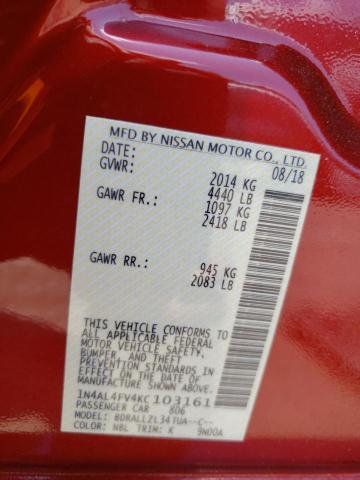 MFD BY NISSAN MOTOR CO., LTD.
DATE: 08/18
GVWR: 2014 KG
4440 LB
GAWR FR.: 1097 KG
2418 LB
GAWR RR.: 945 KG
2083 LB
THIS VEHICLE CONFORMS TO
ALL APPLICABLE FEDERAL
MOTOR VEHICLE SAFETY,
BUMPER, AND THEFT
PREVENTION STANDARDS IN
EFFECT ON THE DATE OF
MANUFACTURE SHOWN ABOVE.
1N4AL4FV4KC103161
PASSENGER CAR 806
MODEL: BDRALLZL34TUA--C--
COLOR: NBL TRIM: K 9N00A